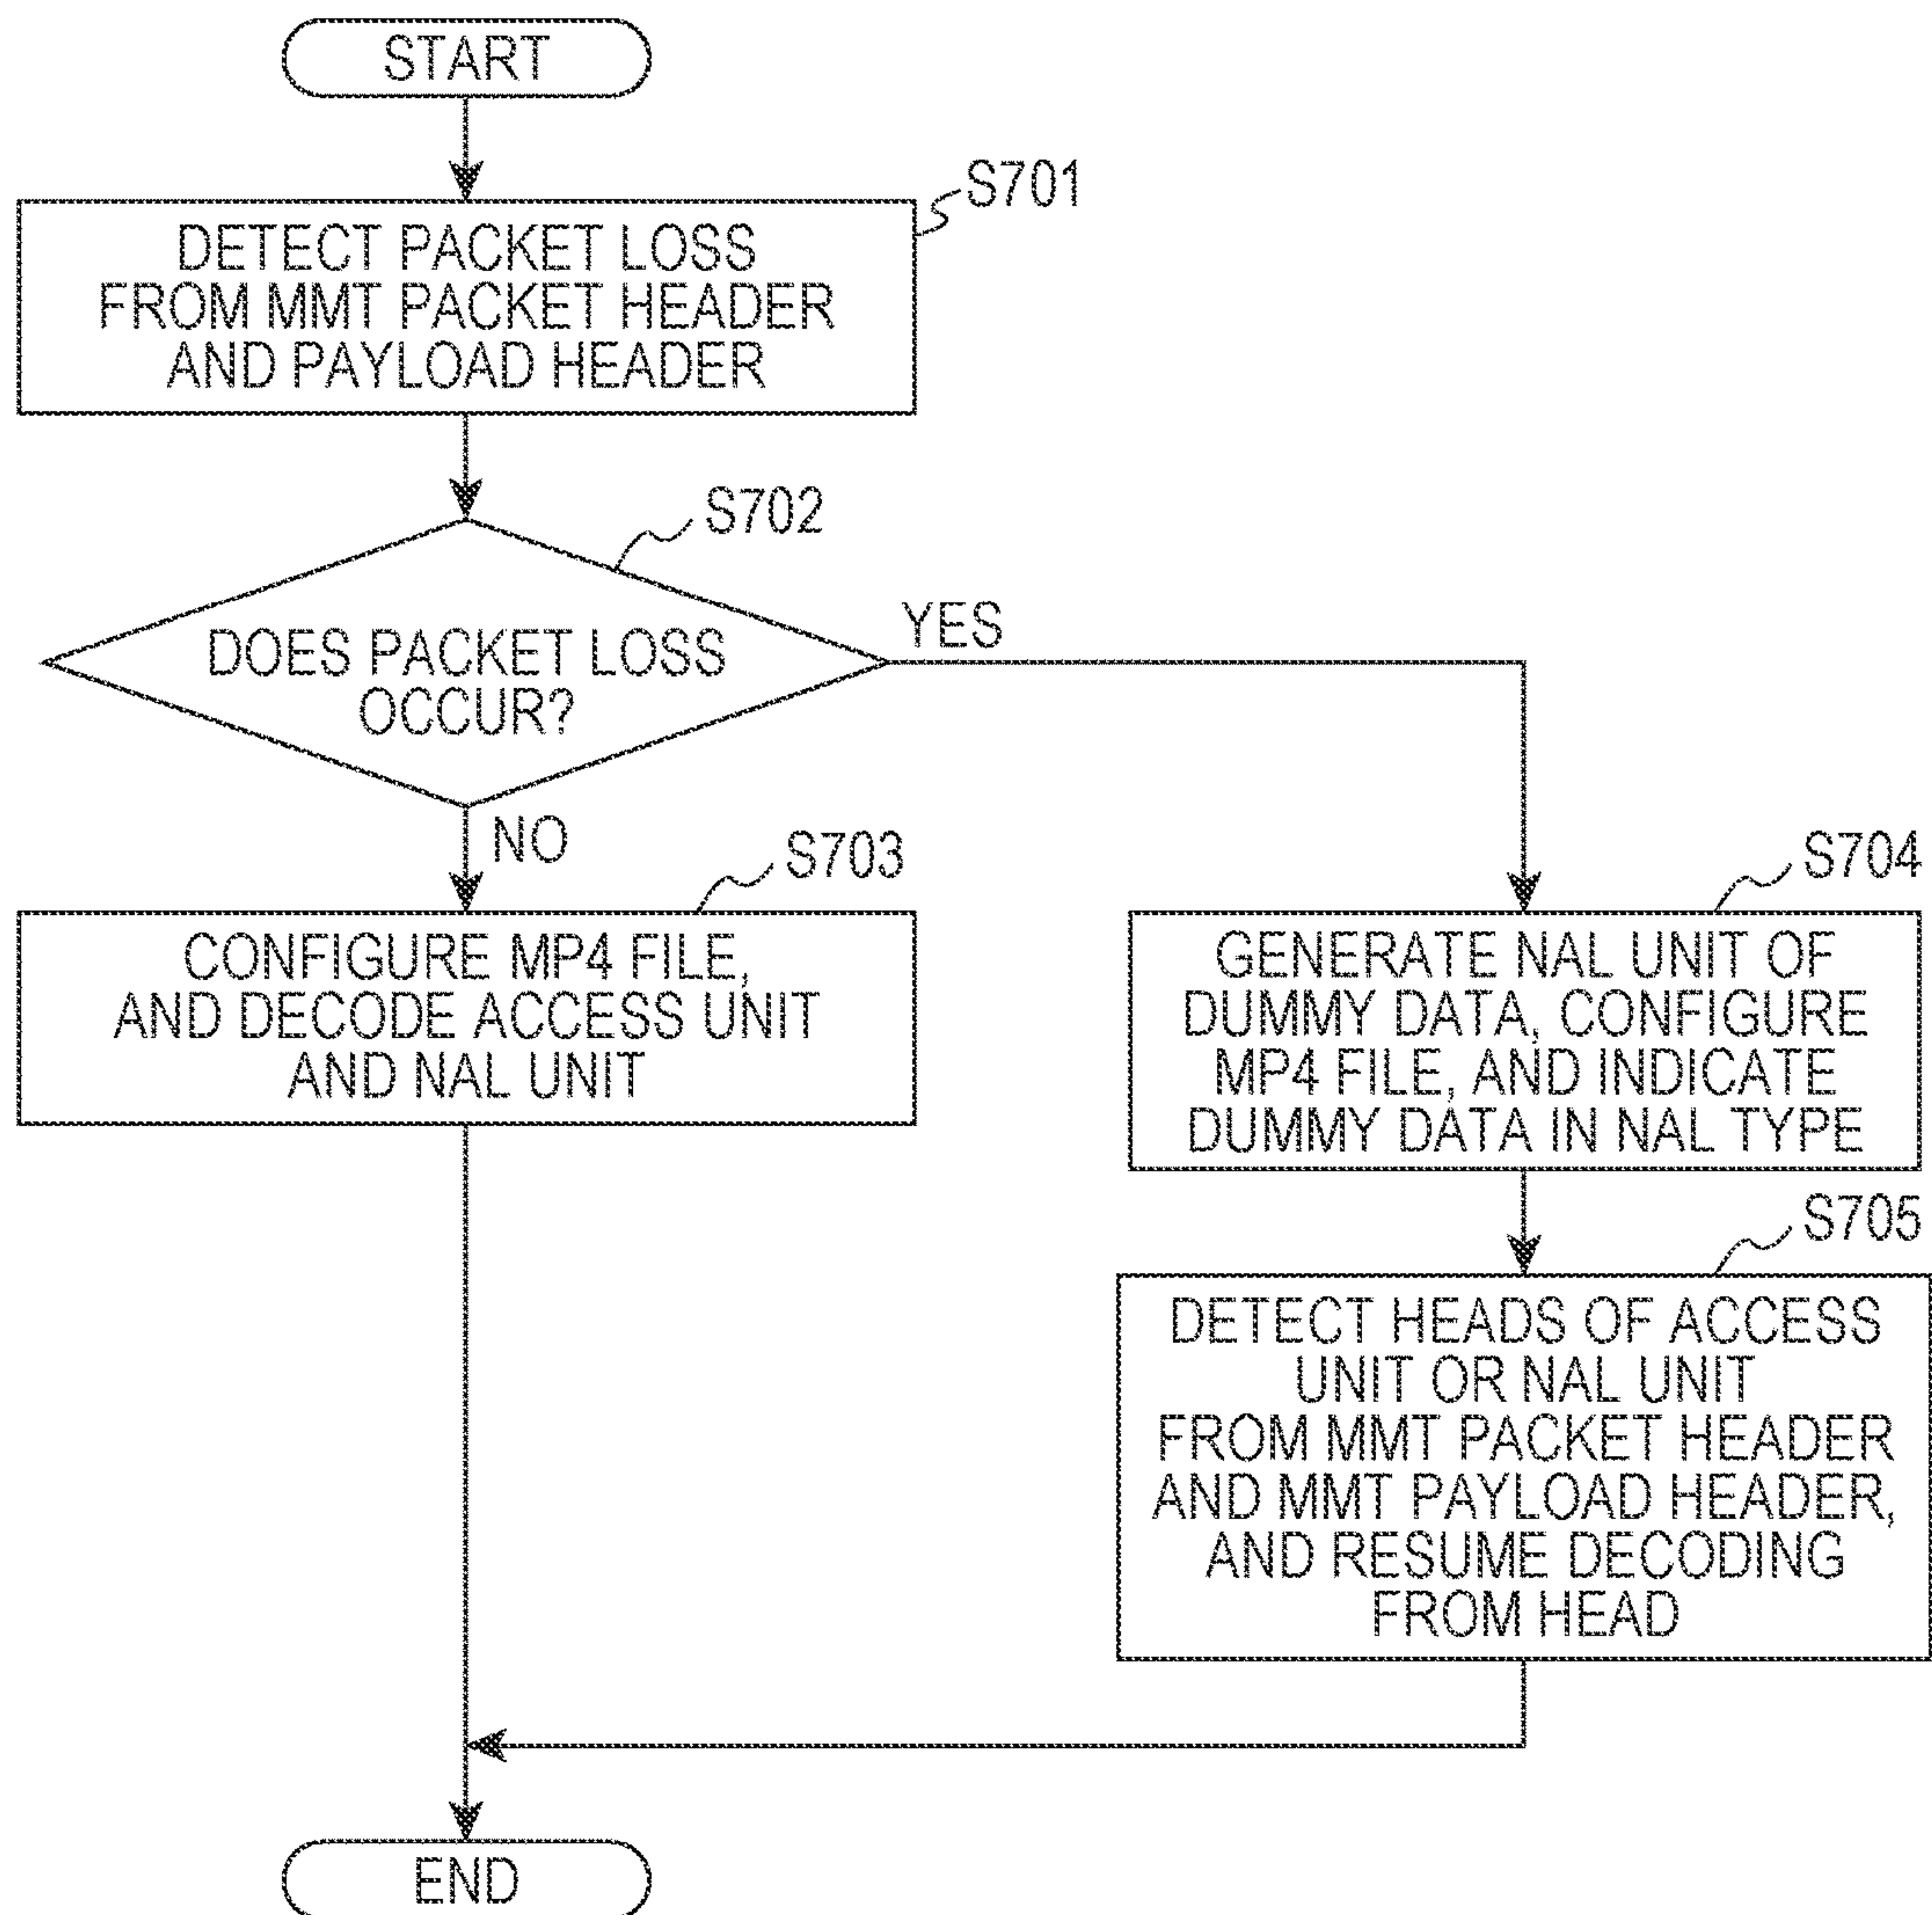 START
S701
DETECT PACKET LOSS
FROM MMT PACKET HEADER
AND PAYLOAD HEADER
S702
DOES PACKET LOSS
OCCUR?
YES
NO
S703
CONFIGURE MP4 FILE,
AND DECODE ACCESS UNIT
AND NAL UNIT
S704
GENERATE NAL UNIT OF
DUMMY DATA, CONFIGURE
MP4 FILE, AND INDICATE
DUMMY DATA IN NAL TYPE
S705
DETECT HEADS OF ACCESS
UNIT OR NAL UNIT
FROM MMT PACKET HEADER
AND MMT PAYLOAD HEADER,
AND RESUME DECODING
FROM HEAD
END